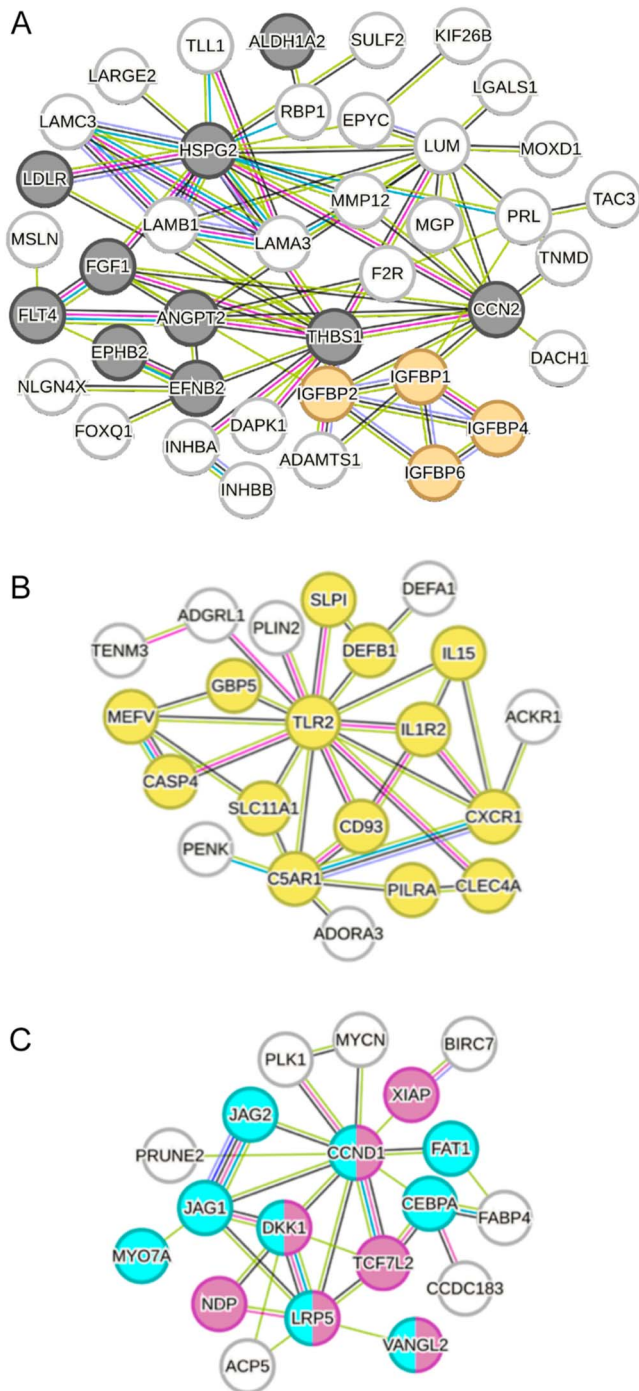 A
TLL1
ALDH1A2
SULF2
KIF26B
LARGE2
LGALS1
RBP1
EPYC
LAMC3
HSPG2
LUM
MOXD1
LDLR
MMP12
TAC3
LAMB1
MGP
PRL
MSLN
LAMA3
TNMD
FGF1
F2R
FLT4
ANGPT2
CCN2
THBS1
EPHB2
DACH1
EFNB2
IGFBP1
NLGN4X
IGFBP2
FOXQ1
DAPK1
IGFBP4
INHBA
ADAMTS1
IGFBP6
INHBB
B
SLPI
DEFA1
ADGRL1
PLIN2
TENM3
DEFB1
IL15
GBP5
MEFV
TLR2
IL1R2
ACKR1
CASP4
SLC11A1
CD93
CXCR1
PENK
C5AR1
PILRA
CLEC4A
ADORA3
C
MYCN
BIRC7
PLK1
XIAP
JAG2
PRUNE2
CCND1
FAT1
JAG1
DKK1
CEBPA
FABP4
MYO7A
TCF7L2
CCDC183
NDP
LRP5
VANGL2
ACP5